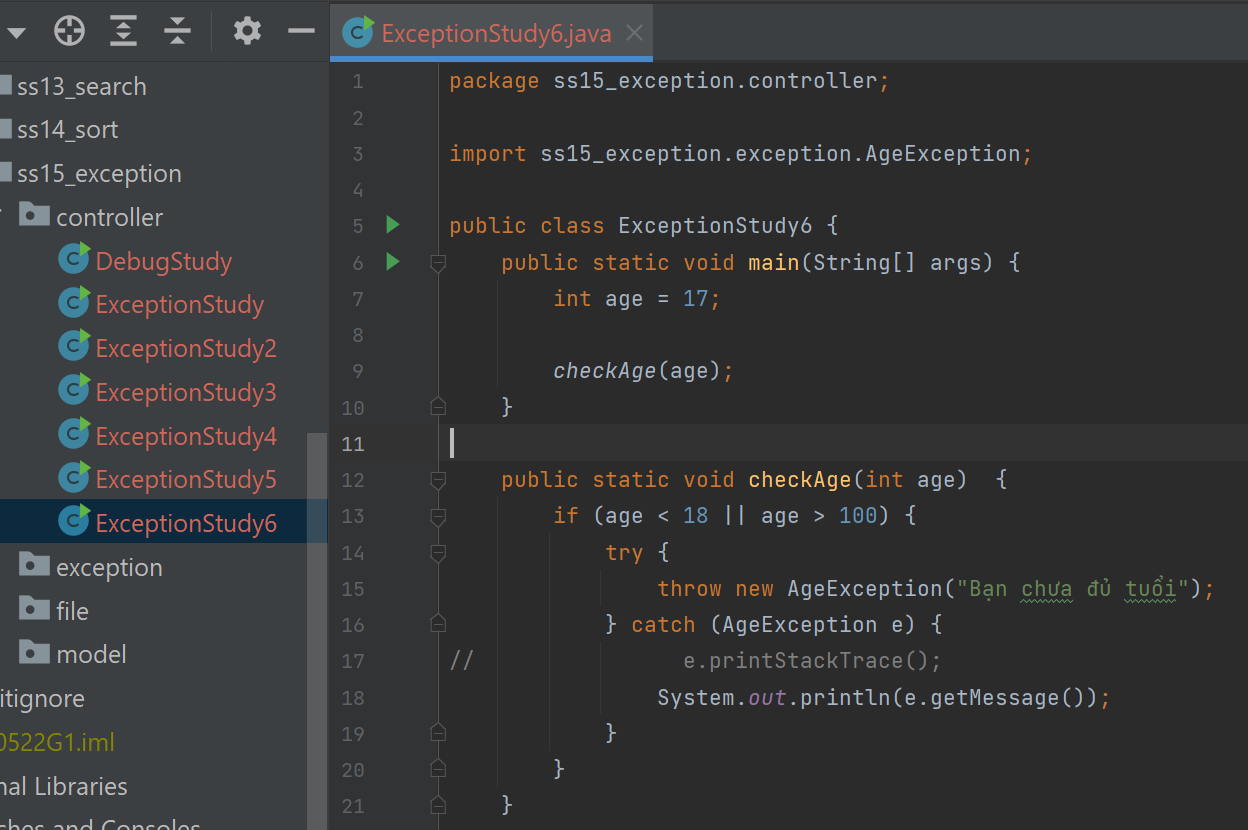 ss13_search
ss14_sort
ss15_exception
controller
DebugStudy
ExceptionStudy
ExceptionStudy2
ExceptionStudy3
ExceptionStudy4
ExceptionStudy5
ExceptionStudy6
exception
file
model
itignore
0522G1.iml
nal Libraries
ches and Consoles
ExceptionStudy6.java
1 package ss15_exception.controller;
2
3 import ss15_exception.exception.AgeException;
4
5 public class ExceptionStudy6 {
6 public static void main(String[] args) {
7 int age = 17;
8
9 checkAge(age);
10 }
11
12 public static void checkAge(int age)  {
13 if (age < 18 || age > 100) {
14 try {
15 throw new AgeException("Bạn chưa đủ tuổi");
16 } catch (AgeException e) {
17 // e.printStackTrace();
18 System.out.println(e.getMessage());
19 }
20 }
21 }